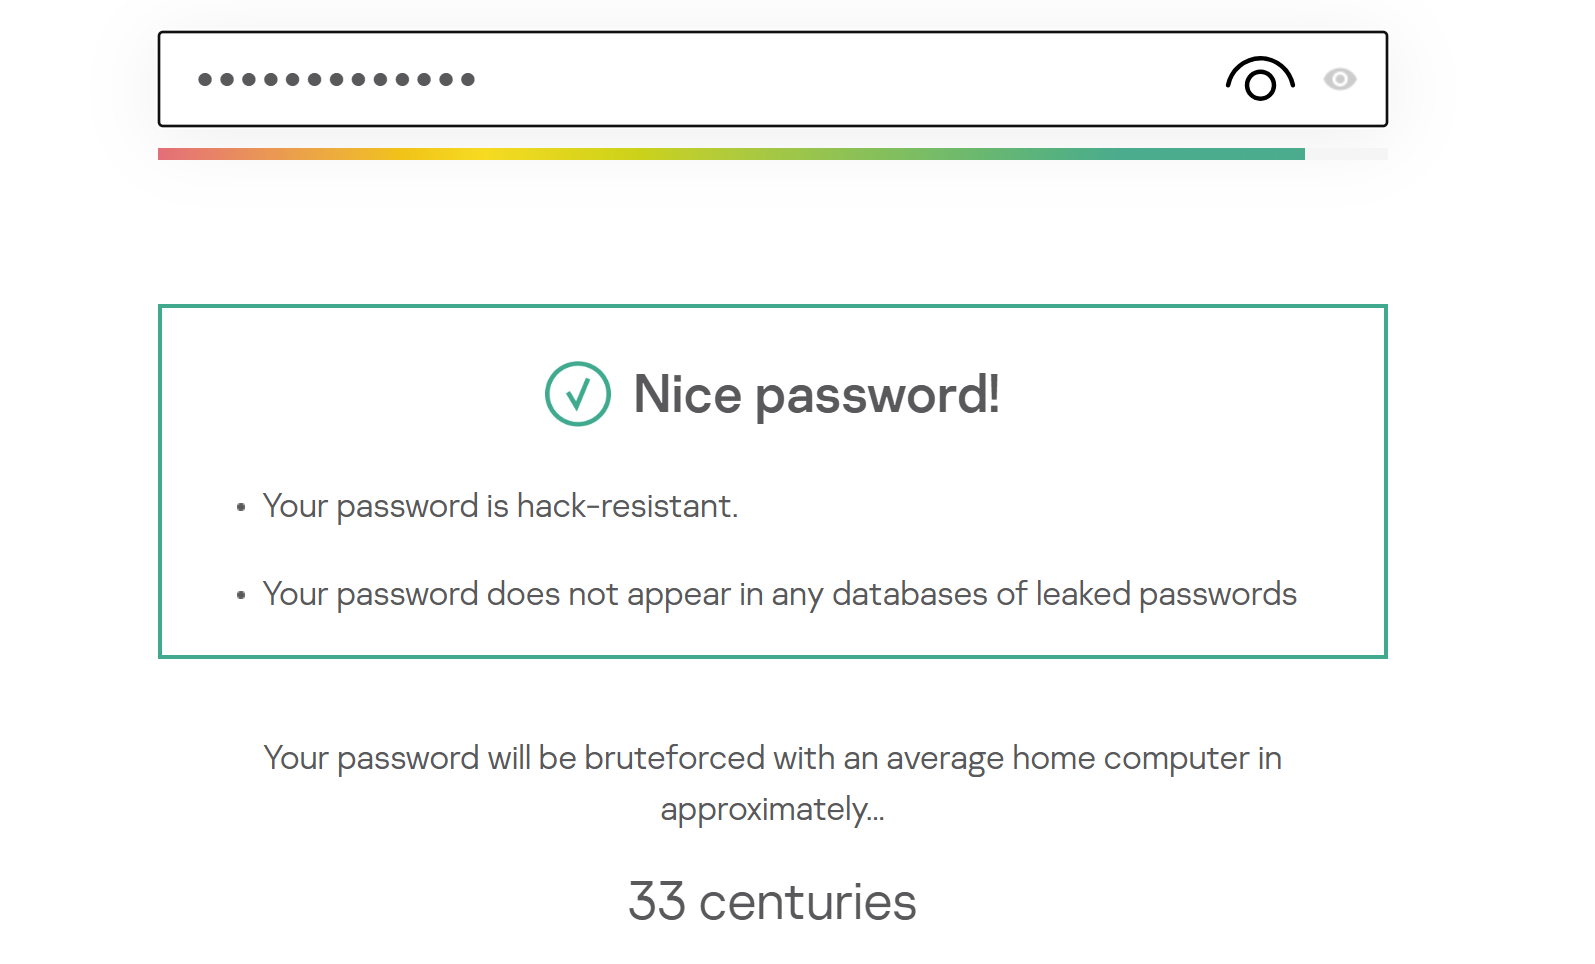 Nice password!
• Your password is hack-resistant.
• Your password does not appear in any databases of leaked passwords
Your password will be bruteforced with an average home computer in
approximately...
33 centuries